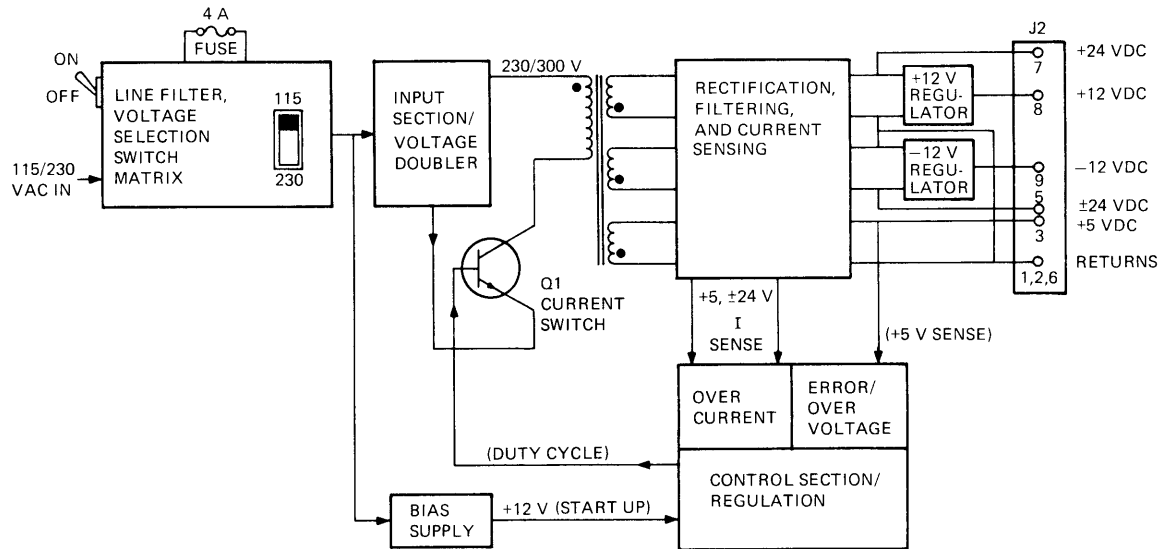 4 A
FUSE
ON
OFF
LINE FILTER,
VOLTAGE
SELECTION
SWITCH
MATRIX
115
230
115/230
VAC IN
INPUT
SECTION/
VOLTAGE
DOUBLER
230/300 V
Q1
CURRENT
SWITCH
RECTIFICATION,
FILTERING,
AND CURRENT
SENSING
+12 V
REGU-
LATOR
−12 V
REGU-
LATOR
J2
7
8
9
5
3
1,2,6
+24 VDC
+12 VDC
−12 VDC
±24 VDC
+5 VDC
RETURNS
+5, ±24 V
I
SENSE
(+5 V SENSE)
OVER
CURRENT
ERROR/
OVER
VOLTAGE
(DUTY CYCLE)
CONTROL SECTION/
REGULATION
BIAS
SUPPLY
+12 V (START UP)